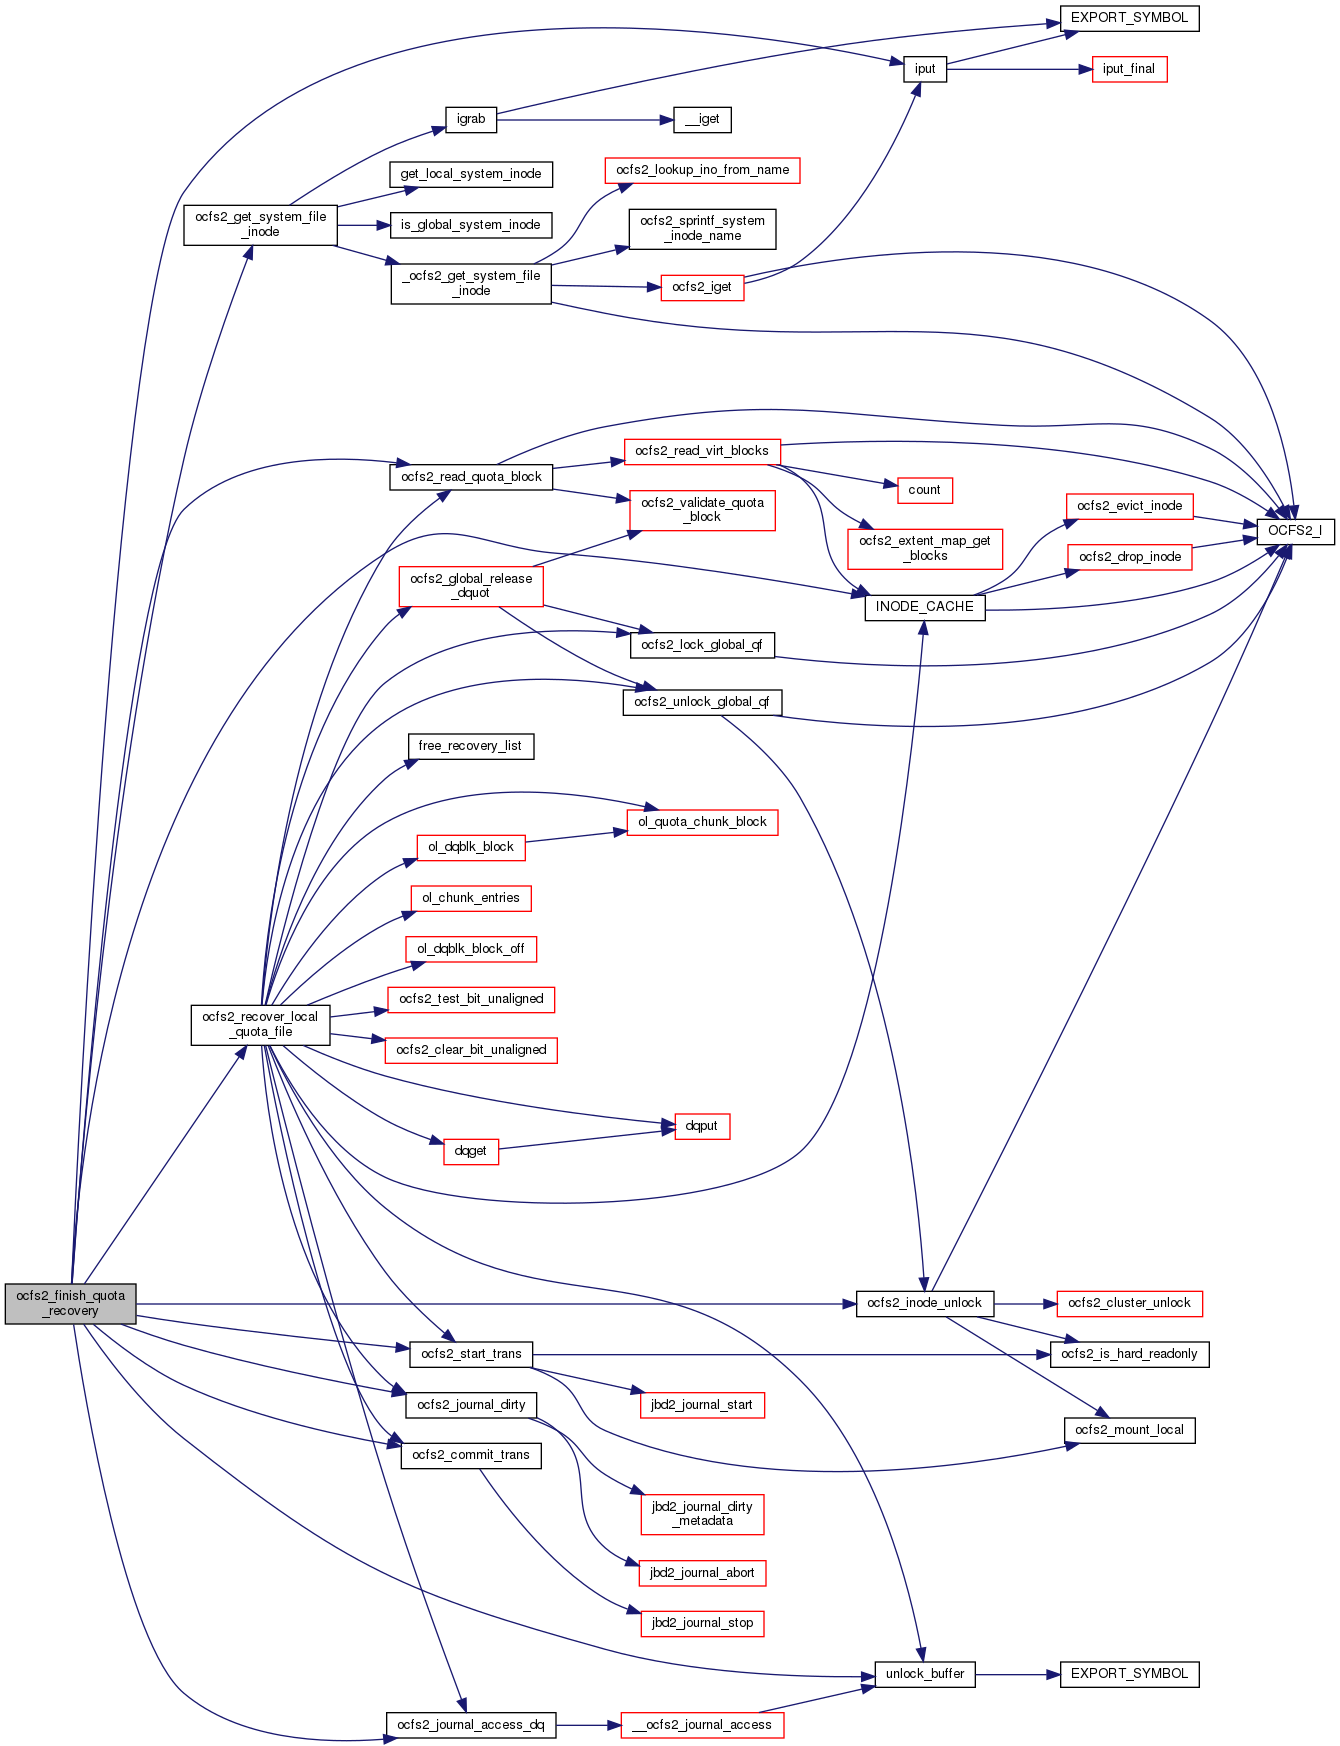 EXPORT_SYMBOL
iput
iput_final
igrab
__iget
ocfs2_lookup_ino_from_name
get_local_system_inode
ocfs2_get_system_file
_inode
is_global_system_inode
ocfs2_sprintf_system
_inode_name
_ocfs2_get_system_file
_inode
ocfs2_iget
ocfs2_read_virt_blocks
ocfs2_read_quota_block
count
ocfs2_validate_quota
_block
ocfs2_evict_inode
OCFS2_I
ocfs2_extent_map_get
_blocks
ocfs2_drop_inode
ocfs2_global_release
_dquot
INODE_CACHE
ocfs2_lock_global_qf
ocfs2_unlock_global_qf
free_recovery_list
ol_quota_chunk_block
ol_dqblk_block
ol_chunk_entries
ol_dqblk_block_off
ocfs2_test_bit_unaligned
ocfs2_recover_local
_quota_file
ocfs2_clear_bit_unaligned
dqput
dqget
ocfs2_finish_quota
_recovery
ocfs2_inode_unlock
ocfs2_cluster_unlock
ocfs2_start_trans
ocfs2_is_hard_readonly
ocfs2_journal_dirty
jbd2_journal_start
ocfs2_mount_local
ocfs2_commit_trans
jbd2_journal_dirty
_metadata
jbd2_journal_abort
jbd2_journal_stop
unlock_buffer
EXPORT_SYMBOL
ocfs2_journal_access_dq
__ocfs2_journal_access